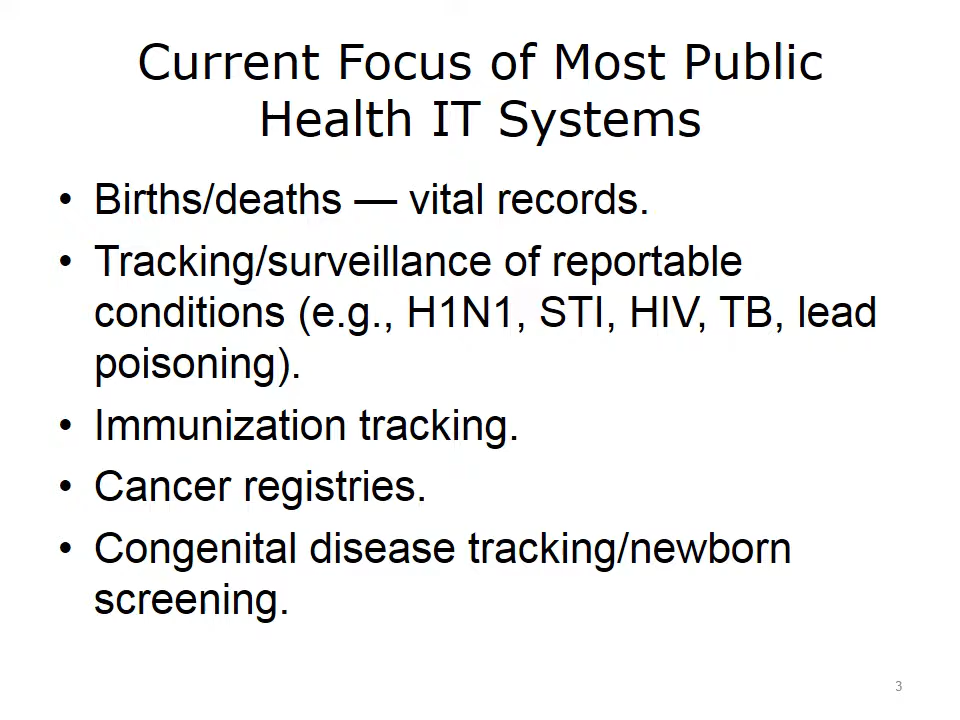 Current Focus of Most Public
Health IT Systems
• Births/deaths — vital records.
• Tracking/surveillance of reportable
conditions (e.g., H1N1, STI, HIV, TB, lead
poisoning).
• Immunization tracking.
• Cancer registries.
• Congenital disease tracking/newborn
screening.
3